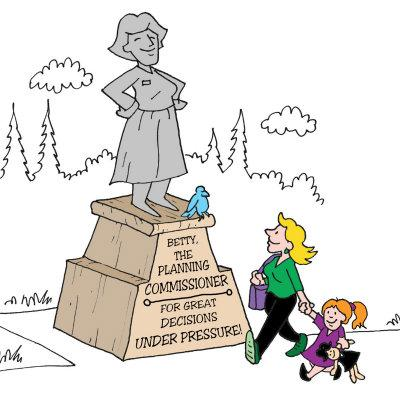 BETTY,
THE
PLANNING
COMMISSIONER
FOR GREAT
DECISIONS
UNDER PRESSURE!